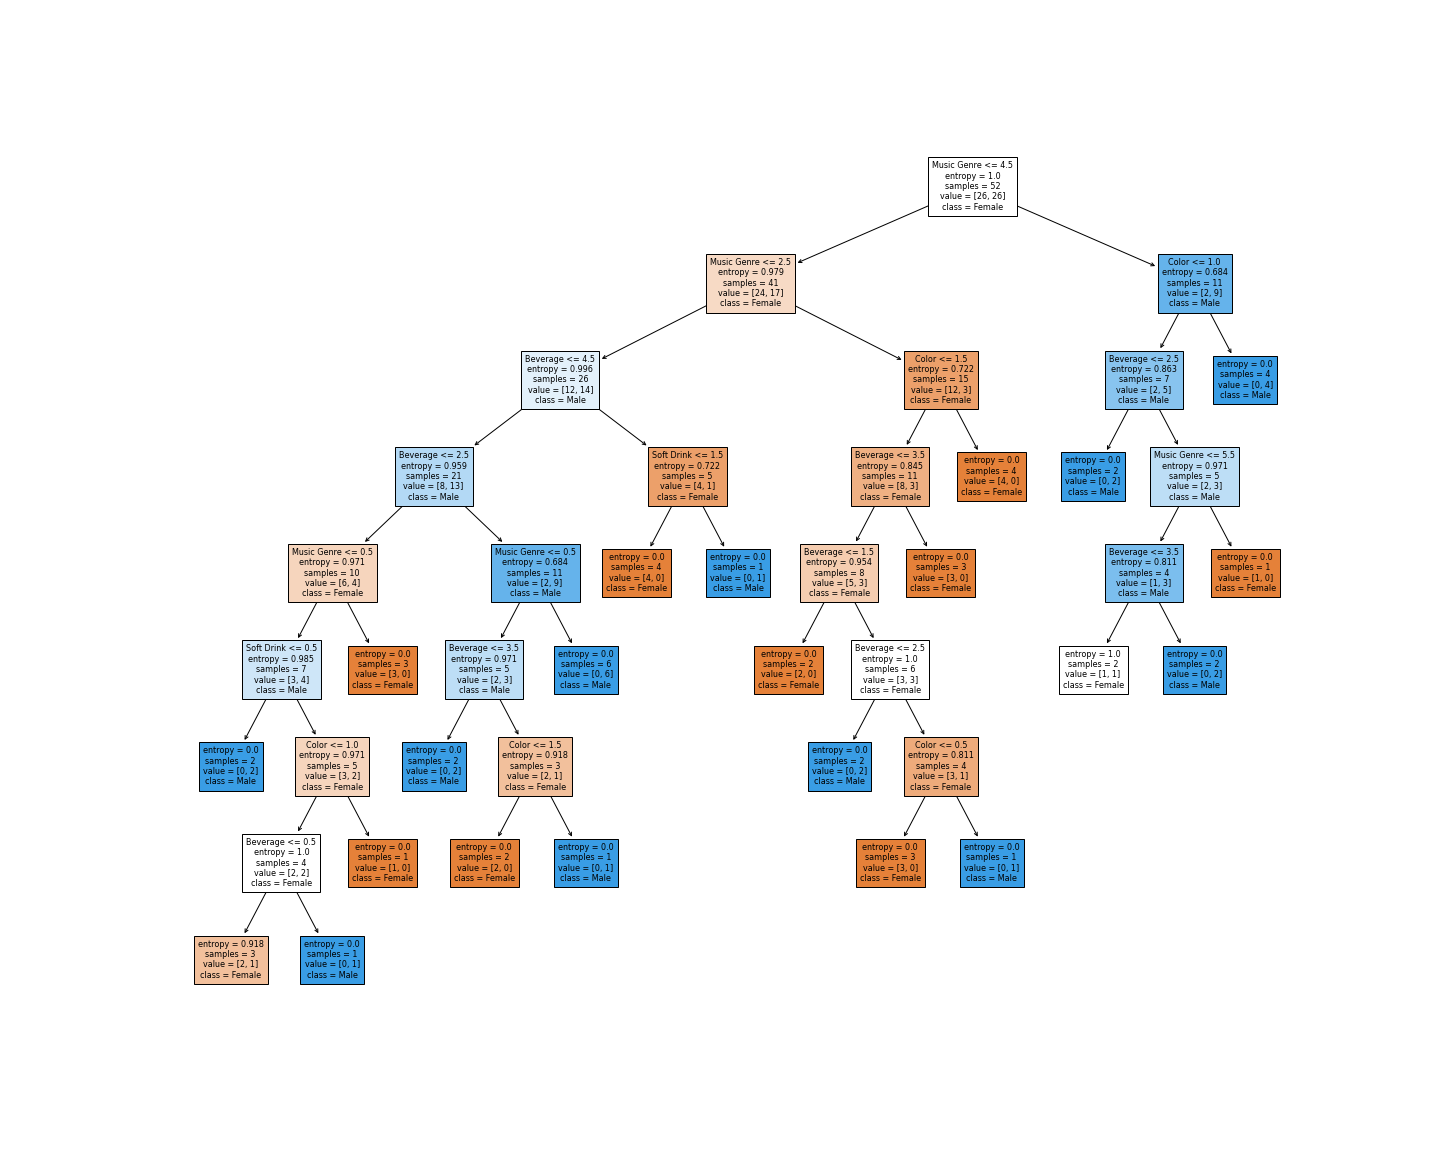 Music Genre <= 4.5
entropy = 1.0
samples = 52
value = [26, 26]
class = Female
Music Genre <= 2.5
entropy = 0.979
samples = 41
value = [24, 17]
class = Female
Color <= 1.0
entropy = 0.684
samples = 11
value = [2, 9]
class = Male
Beverage <= 4.5
entropy = 0.996
samples = 26
value = [12, 14]
class = Male
Color <= 1.5
entropy = 0.722
samples = 15
value = [12, 3]
class = Female
Beverage <= 2.5
entropy = 0.863
samples = 7
value = [2, 5]
class = Male
entropy = 0.0
samples = 4
value = [0, 4]
class = Male
Beverage <= 2.5
entropy = 0.959
samples = 21
value = [8, 13]
class = Male
Soft Drink <= 1.5
entropy = 0.722
samples = 5
value = [4, 1]
class = Female
Beverage <= 3.5
entropy = 0.845
samples = 11
value = [8, 3]
class = Female
entropy = 0.0
samples = 4
value = [4, 0]
class = Female
entropy = 0.0
samples = 2
value = [0, 2]
class = Male
Music Genre <= 5.5
entropy = 0.971
samples = 5
value = [2, 3]
class = Male
Music Genre <= 0.5
entropy = 0.971
samples = 10
value = [6, 4]
class = Female
Music Genre <= 0.5
entropy = 0.684
samples = 11
value = [2, 9]
class = Male
entropy = 0.0
samples = 4
value = [4, 0]
class = Female
entropy = 0.0
samples = 1
value = [0, 1]
class = Male
Beverage <= 1.5
entropy = 0.954
samples = 8
value = [5, 3]
class = Female
entropy = 0.0
samples = 3
value = [3, 0]
class = Female
Beverage <= 3.5
entropy = 0.811
samples = 4
value = [1, 3]
class = Male
entropy = 0.0
samples = 1
value = [1, 0]
class = Female
Soft Drink <= 0.5
entropy = 0.985
samples = 7
value = [3, 4]
class = Male
entropy = 0.0
samples = 3
value = [3, 0]
class = Female
Beverage <= 3.5
entropy = 0.971
samples = 5
value = [2, 3]
class = Male
entropy = 0.0
samples = 6
value = [0, 6]
class = Male
entropy = 0.0
samples = 2
value = [2, 0]
class = Female
Beverage <= 2.5
entropy = 1.0
samples = 6
value = [3, 3]
class = Female
entropy = 1.0
samples = 2
value = [1, 1]
class = Female
entropy = 0.0
samples = 2
value = [0, 2]
class = Male
entropy = 0.0
samples = 2
value = [0, 2]
class = Male
Color <= 1.0
entropy = 0.971
samples = 5
value = [3, 2]
class = Female
entropy = 0.0
samples = 2
value = [0, 2]
class = Male
Color <= 1.5
entropy = 0.918
samples = 3
value = [2, 1]
class = Female
entropy = 0.0
samples = 2
value = [0, 2]
class = Male
Color <= 0.5
entropy = 0.811
samples = 4
value = [3, 1]
class = Female
Beverage <= 0.5
entropy = 1.0
samples = 4
value = [2, 2]
class = Female
entropy = 0.0
samples = 1
value = [1, 0]
class = Female
entropy = 0.0
samples = 2
value = [2, 0]
class = Female
entropy = 0.0
samples = 1
value = [0, 1]
class = Male
entropy = 0.0
samples = 3
value = [3, 0]
class = Female
entropy = 0.0
samples = 1
value = [0, 1]
class = Male
entropy = 0.918
samples = 3
value = [2, 1]
class = Female
entropy = 0.0
samples = 1
value = [0, 1]
class = Male